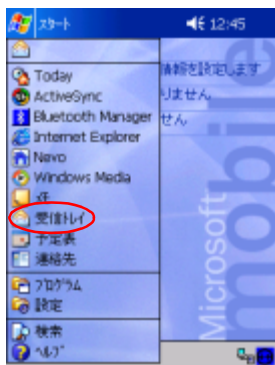 スタート 12:45
Today
ActiveSync
Bluetooth Manager
Internet Explorer
Nevo
Windows Media
メモ
受信トレイ
予定表
連絡先
プログラム
設定
検索
ヘルプ
情報を設定します
りません
せん
Microsoft
mobile